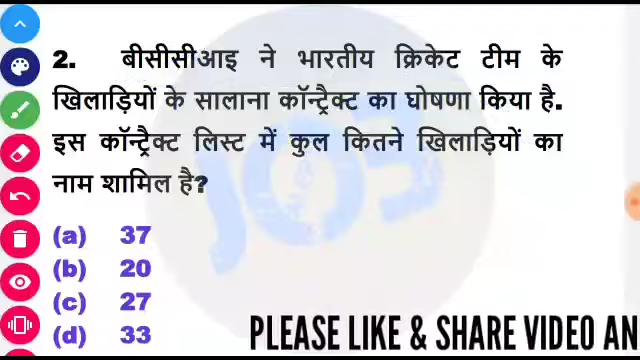 2. बीसीसीआइ ने भारतीय क्रिकेट टीम के
खिलाड़ियों के सालाना कॉन्ट्रैक्ट का घोषणा किया है.
इस कॉन्ट्रैक्ट लिस्ट में कुल कितने खिलाड़ियों का
नाम शामिल है?
(a) 37
(b) 20
(c) 27
(d) 33
PLEASE LIKE & SHARE VIDEO AN